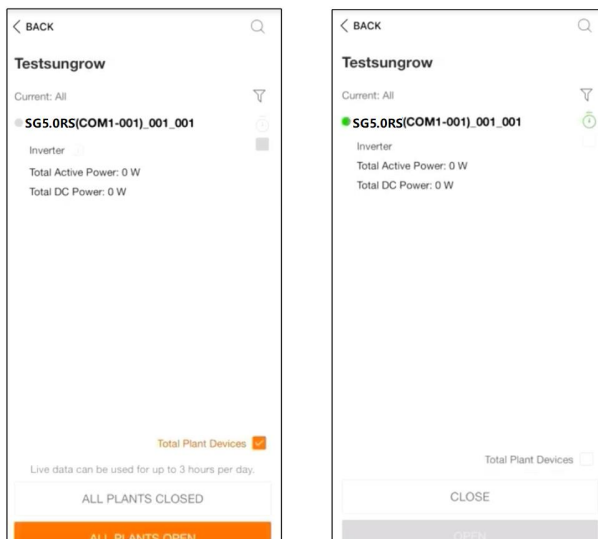 BACK
Testsungrow
Current: All
SG5.0RS(COM1-001)_001_001
Inverter
Total Active Power: 0 W
Total DC Power: 0 W
Total Plant Devices
Live data can be used for up to 3 hours per day.
ALL PLANTS CLOSED
ALL PLANTS OPEN
BACK
Testsungrow
Current: All
SG5.0RS(COM1-001)_001_001
Inverter
Total Active Power: 0 W
Total DC Power: 0 W
Total Plant Devices
CLOSE
OPEN